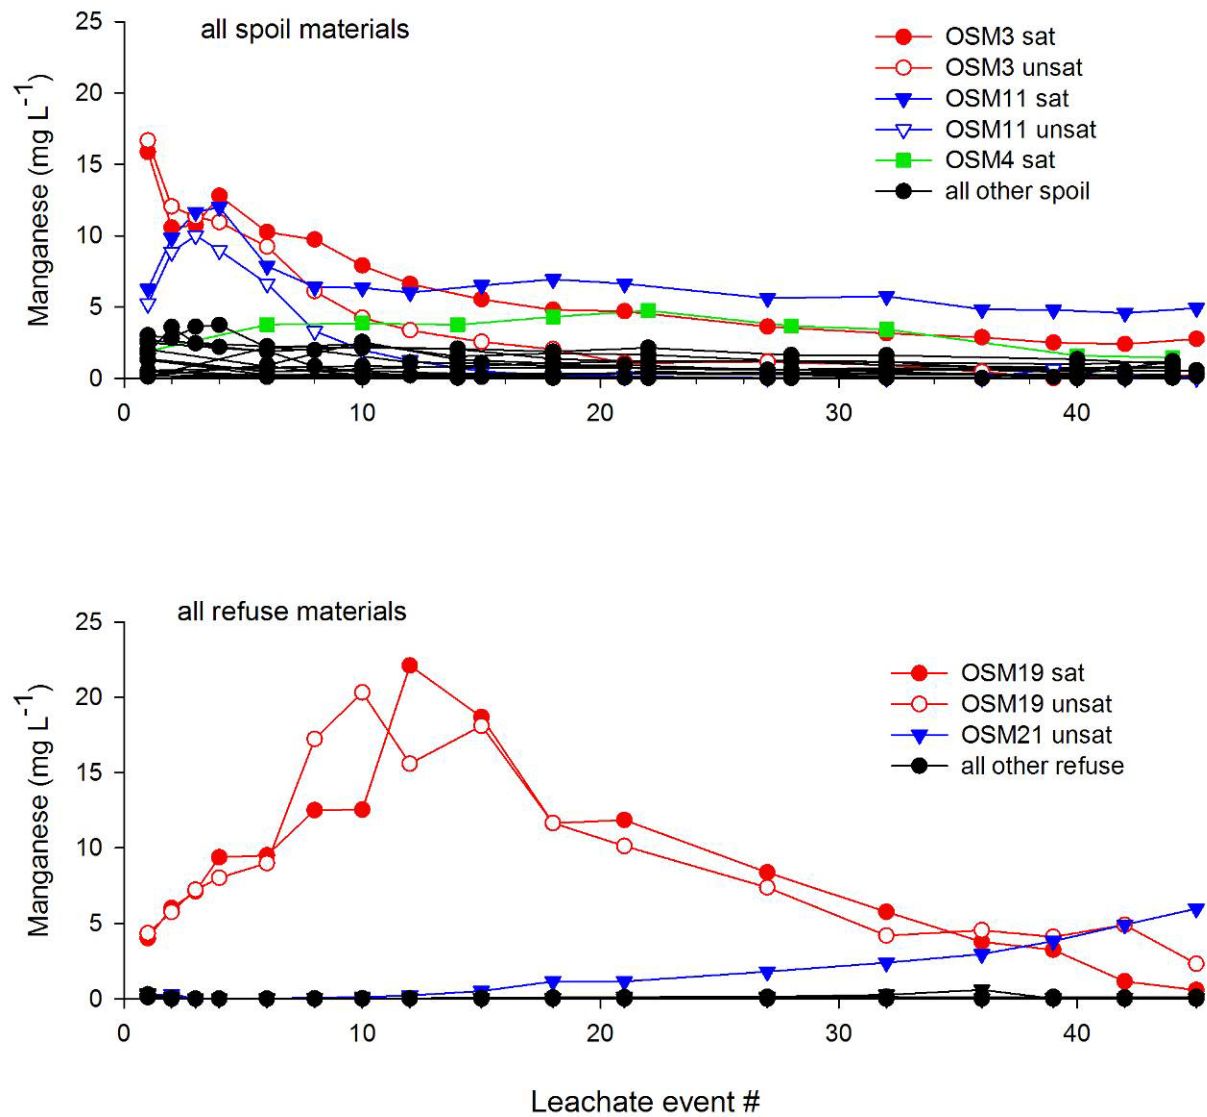 all spoil materials
25
20
15
10
5
0
Manganese (mg L-1)
OSM3 sat
OSM3 unsat
OSM11 sat
OSM11 unsat
OSM4 sat
all other spoil
0 10 20 30 40
all refuse materials
25
20
15
10
5
0
Manganese (mg L-1)
OSM19 sat
OSM19 unsat
OSM21 unsat
all other refuse
0 10 20 30 40
Leachate event #